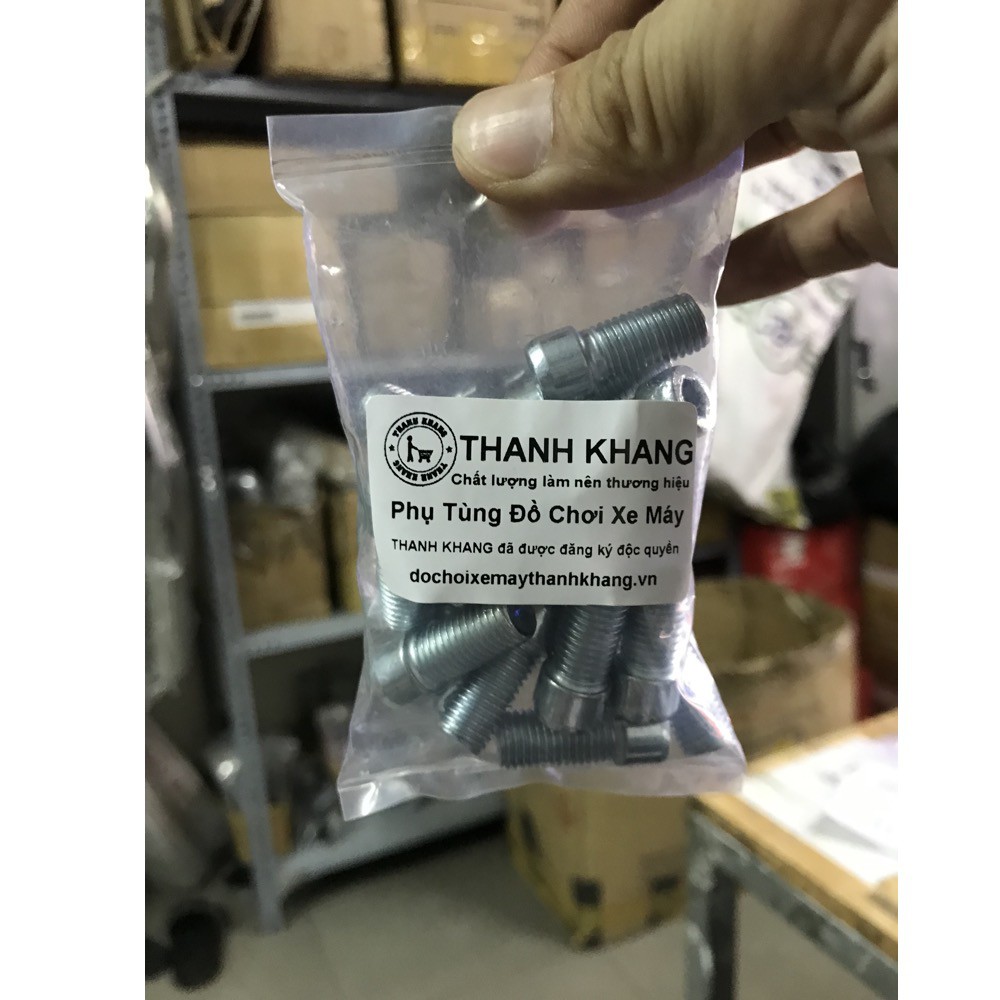 THANH KHANG
THANH KHANG
THANH KHANG
Chất lượng làm nên thương hiệu
Phụ Tùng Đồ Chơi Xe Máy
THANH KHANG đã được đăng ký độc quyền
dochoixemaythanhkhang.vn